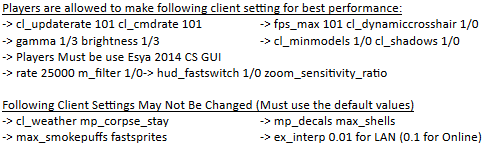 Players are allowed to make following client setting for best performance:
-> cl_updaterate 101 cl_cmdrate 101 -> fps_max 101 cl_dynamiccrosshair 1/0
-> gamma 1/3 brightness 1/3 -> cl_minmodels 1/0 cl_shadows 1/0
-> Players Must be use Esya 2014 CS GUI
-> rate 25000 m_filter 1/0-> hud_fastswitch 1/0 zoom_sensitivity_ratio
Following Client Settings May Not Be Changed (Must use the default values)
-> cl_weather mp_corpse_stay -> mp_decals max_shells
-> max_smokepuffs fastsprites -> ex_interp 0.01 for LAN (0.1 for Online)